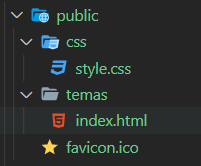 public
css
style.css
temas
index.html
favicon.ico